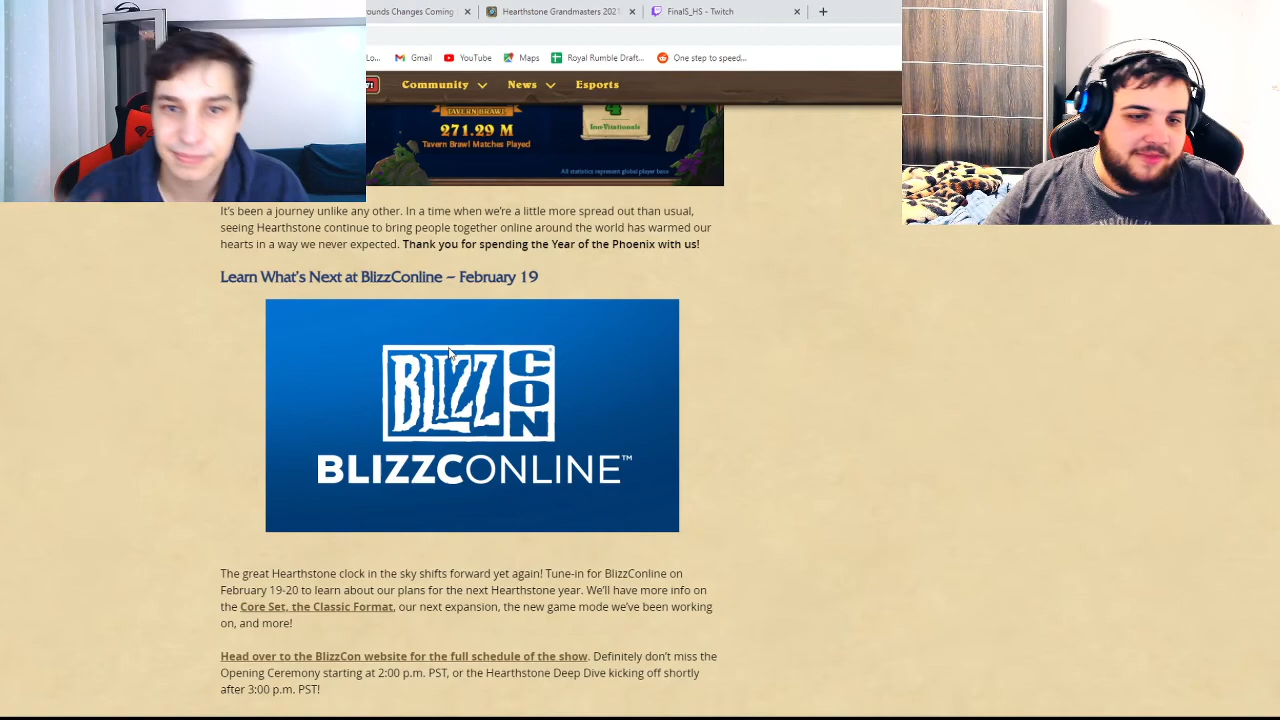 ounds Changes Coming
Hearthstone Grandmasters 2021
FinalS_HS - Twitch
Lo...
Gmail
YouTube
Maps
Royal Rumble Draft...
One step to speed...
Community
News
Esports
TAVERN BRAWL
271.29 M
Tavern Brawl Matches Played
All statistics represent global player base
It's been a journey unlike any other. In a time when we're a little more spread out than usual,
seeing Hearthstone continue to bring people together online around the world has warmed our
hearts in a way we never expected. Thank you for spending the Year of the Phoenix with us!
Learn What's Next at BlizzConline – February 19
BLIZZ CON
BLIZZCONLINE™
The great Hearthstone clock in the sky shifts forward yet again! Tune-in for BlizzConline on
February 19-20 to learn about our plans for the next Hearthstone year. We'll have more info on
the Core Set, the Classic Format, our next expansion, the new game mode we've been working
on, and more!
Head over to the BlizzCon website for the full schedule of the show. Definitely don't miss the
Opening Ceremony starting at 2:00 p.m. PST, or the Hearthstone Deep Dive kicking off shortly
after 3:00 p.m. PST!